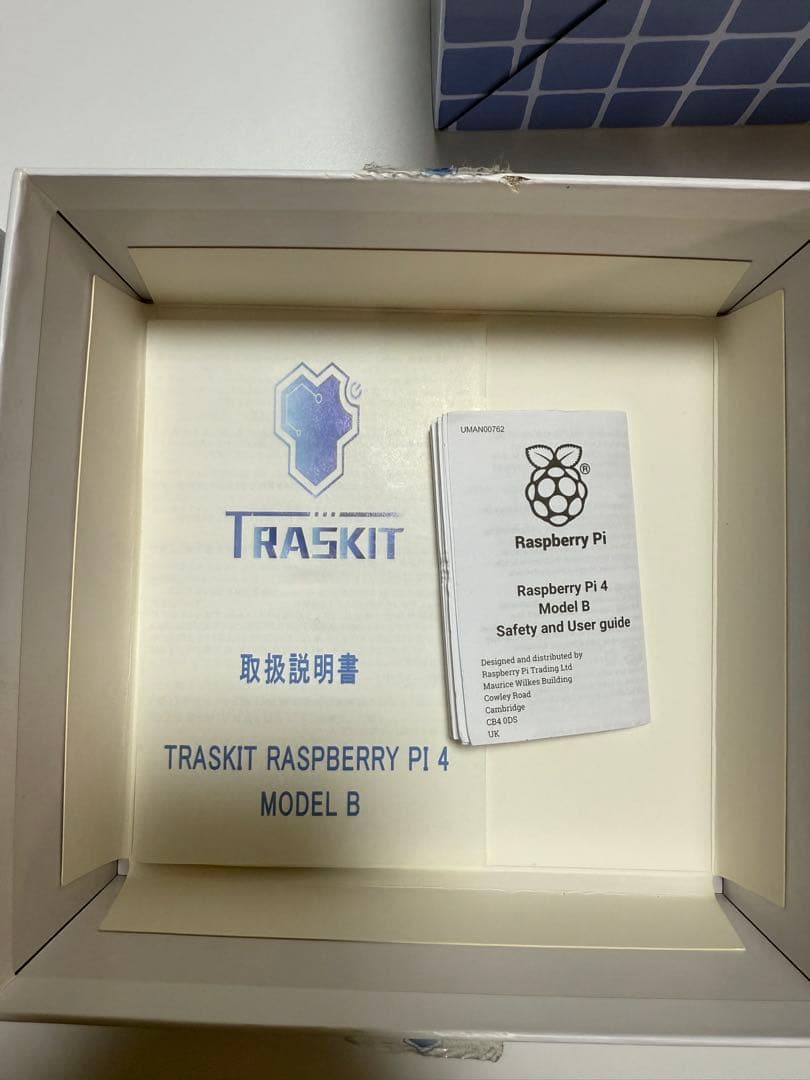 TRASKIT
取扱説明書
TRASKIT RASPBERRY PI 4
MODEL B
UMAN00762
®
Raspberry Pi
Raspberry Pi 4
Model B
Safety and User guide
Designed and distributed by
Raspberry Pi Trading Ltd
Maurice Wilkes Building
Cowley Road
Cambridge
CB4 0DS
UK